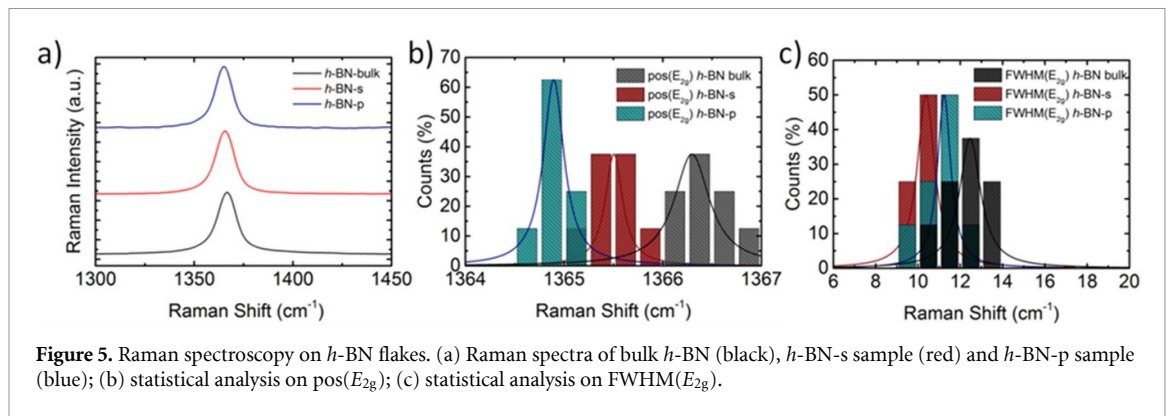 a)
Raman Intensity (a.u.)
h-BN-bulk
h-BN-s
h-BN-p
1300 1350 1400 1450
Raman Shift (cm-1)
b)
Counts (%)
70
60
50
40
30
20
10
0
pos(E2g) h-BN bulk
pos(E2g) h-BN-s
pos(E2g) h-BN-p
1364 1365 1366 1367
Raman Shift (cm-1)
c)
Counts (%)
60
50
40
30
20
10
0
FWHM(E2g) h-BN bulk
FWHM(E2g) h-BN-s
FWHM(E2g) h-BN-p
6 8 10 12 14 16 18 20
Raman Shift (cm-1)
Figure 5. Raman spectroscopy on h-BN flakes. (a) Raman spectra of bulk h-BN (black), h-BN-s sample (red) and h-BN-p sample
(blue); (b) statistical analysis on pos(E2g); (c) statistical analysis on FWHM(E2g).